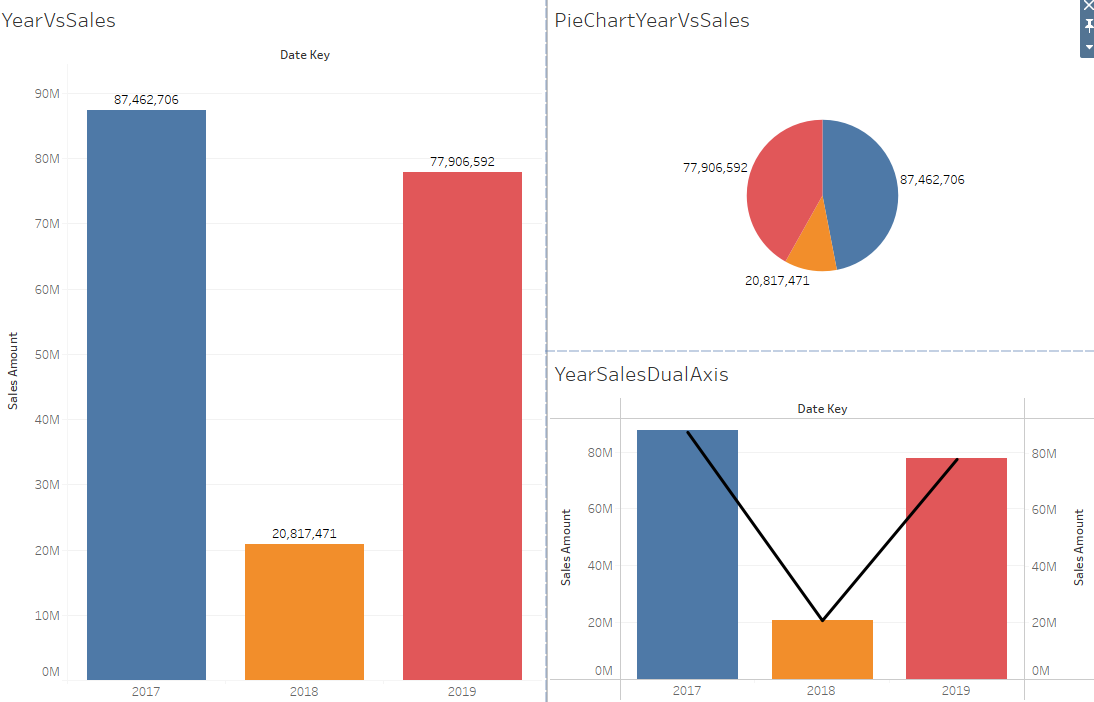 YearVsSales
Date Key
90M
87,462,706
80M
77,906,592
70M
60M
50M
Sales Amount
40M
30M
20,817,471
20M
10M
0M
2017 2018 2019
PieChartYearVsSales
77,906,592
87,462,706
20,817,471
YearSalesDualAxis
Date Key
80M 80M
60M 60M
Sales Amount Sales Amount
40M 40M
20M 20M
0M 0M
2017 2018 2019